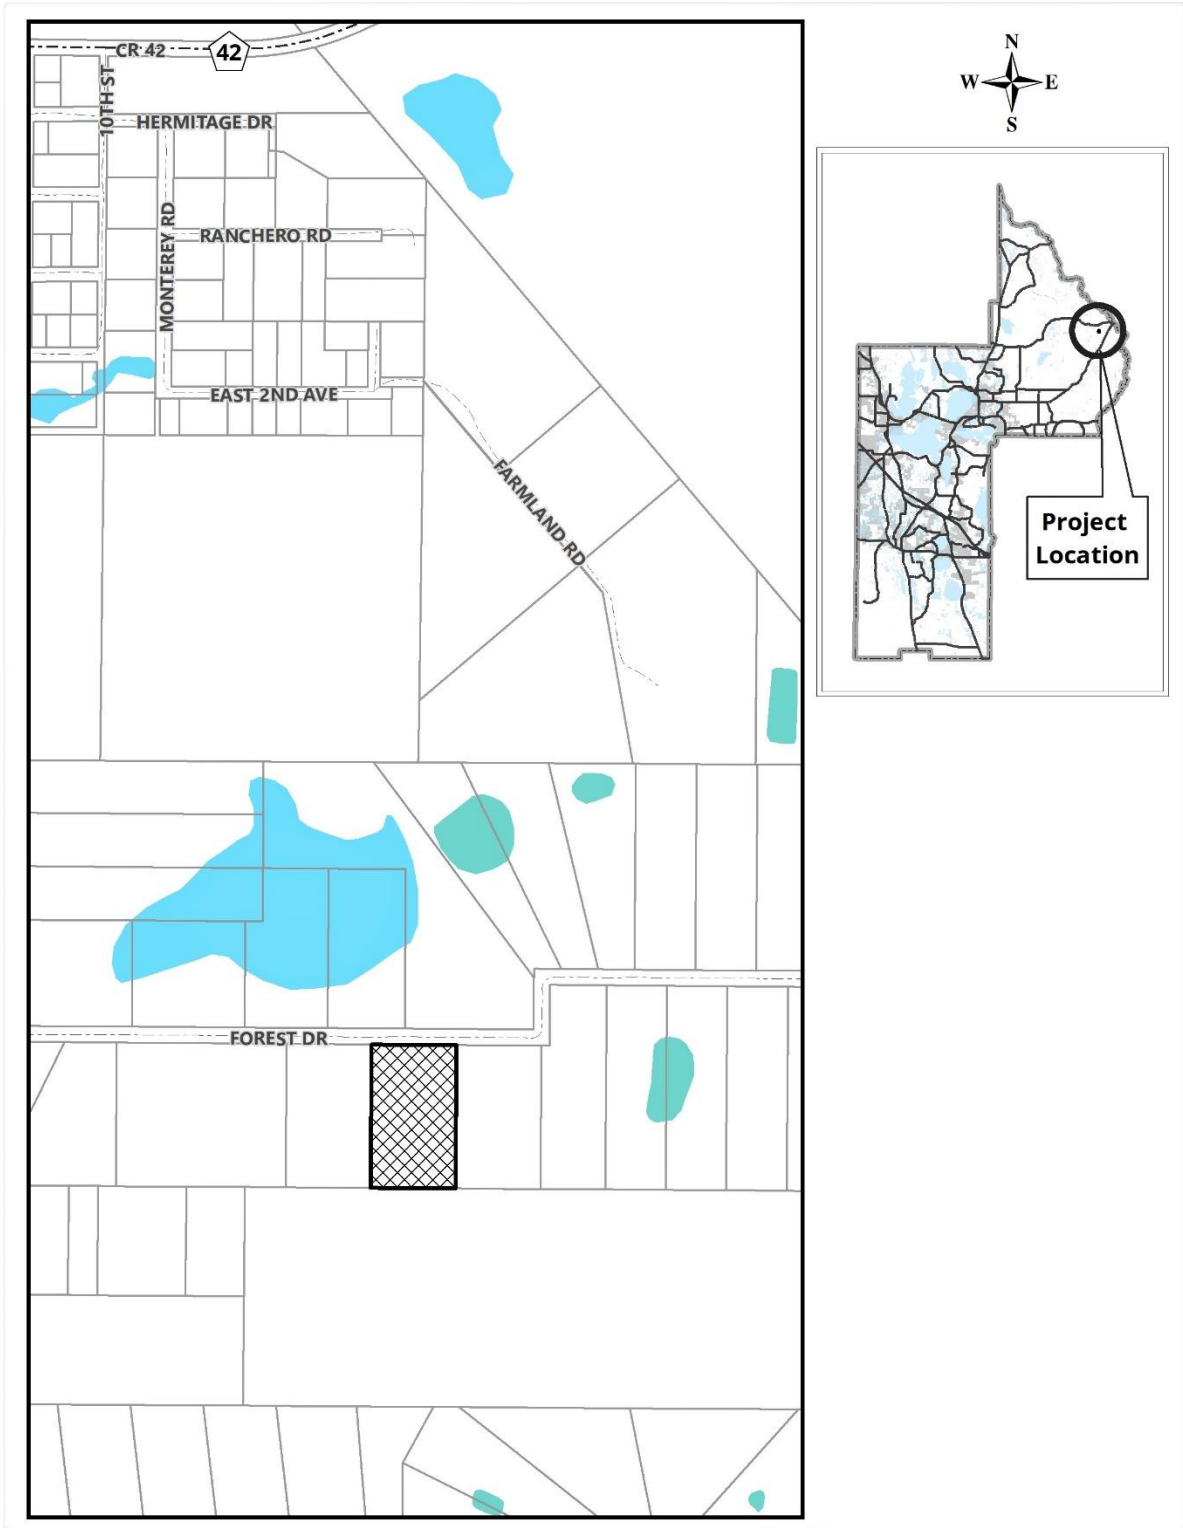 CR 42
42
10TH ST
HERMITAGE DR
MONTEREY RD
RANCHERO RD
EAST 2ND AVE
FARMLAND RD
FOREST DR
N
W
E
S
Project
Location